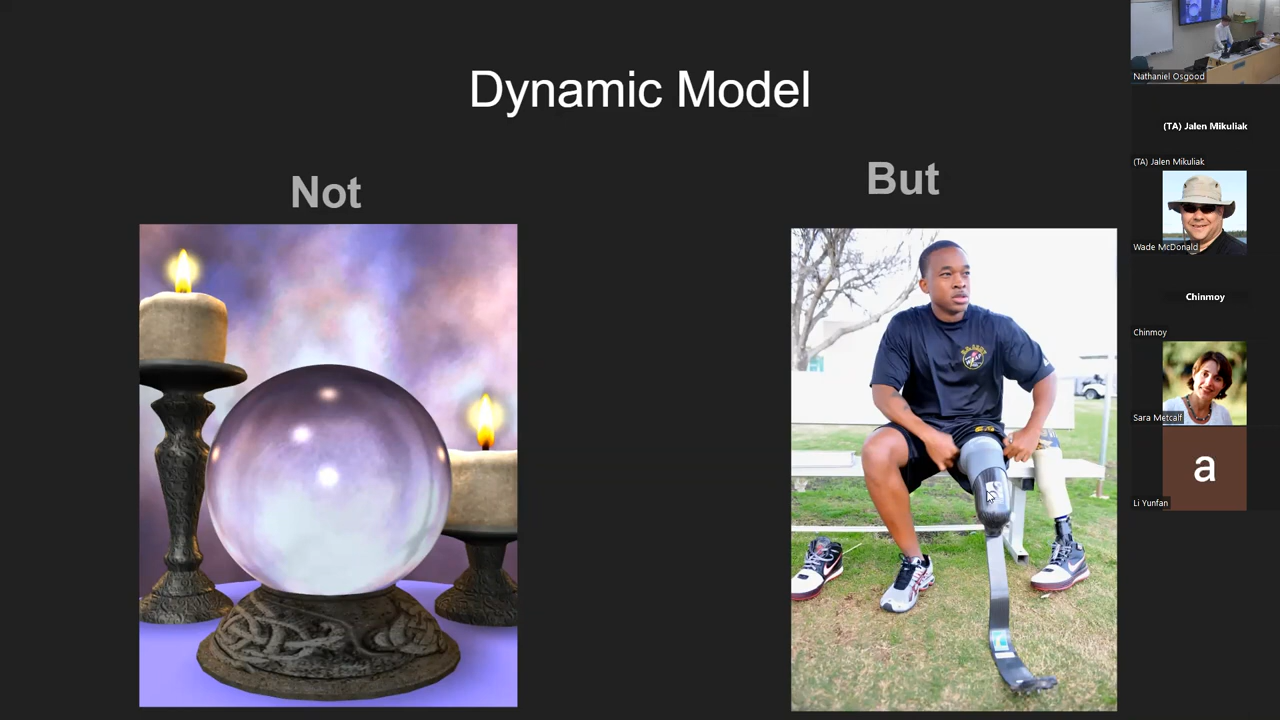 Dynamic Model
Not
But
Nathaniel Osgood
(TA) Jalen Mikuliak
(TA) Jalen Mikuliak
Wade McDonald
Chinmoy
Chinmoy
Sara Metcalf
a
Li Yunfan